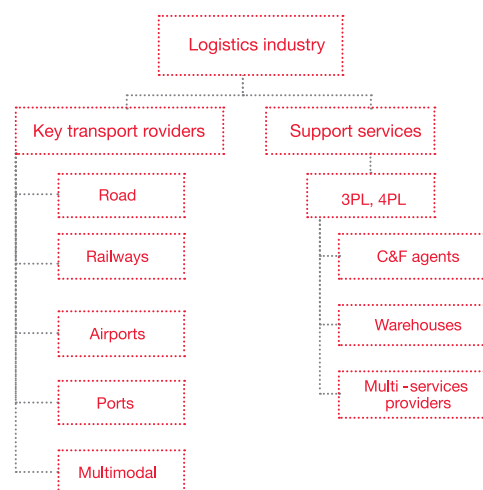 Logistics industry
Key transport roviders
Support services
Road
Railways
Airports
Ports
Multimodal
3PL, 4PL
C&F agents
Warehouses
Multi -services
providers